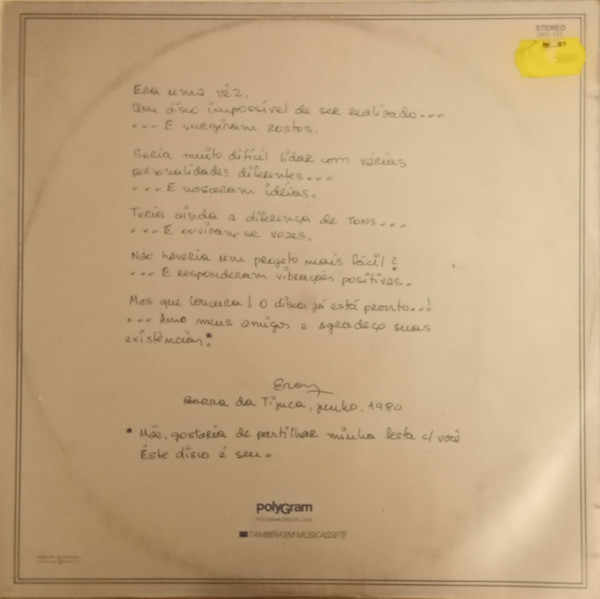 STEREO
Era uma vêz,
Um disco impossível de ser realizado...
... E surgiram rostos.
Seria muito difícil lidar com várias
personalidades diferentes...
... E nasceram idéias.
Teria ainda a diferença de TONS...
... E ouviram-se vozes.
Não haveria um projeto mais fácil?
... E responderam vibrações positivas.
Mas que loucura! O disco já está pronto...!
... Amo meus amigos e agradeço suas
existências.*
Barra da Tijuca, junho, 1980
* Mãe, gostaria de partilhar minha festa c/ você
Êste disco é seu.
polyGram
TAMBÉM EM MUSICASSETE